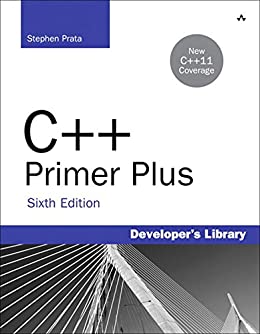 Stephen Prata
New
C++11
Coverage
C++
Primer Plus
Sixth Edition
Developer's Library